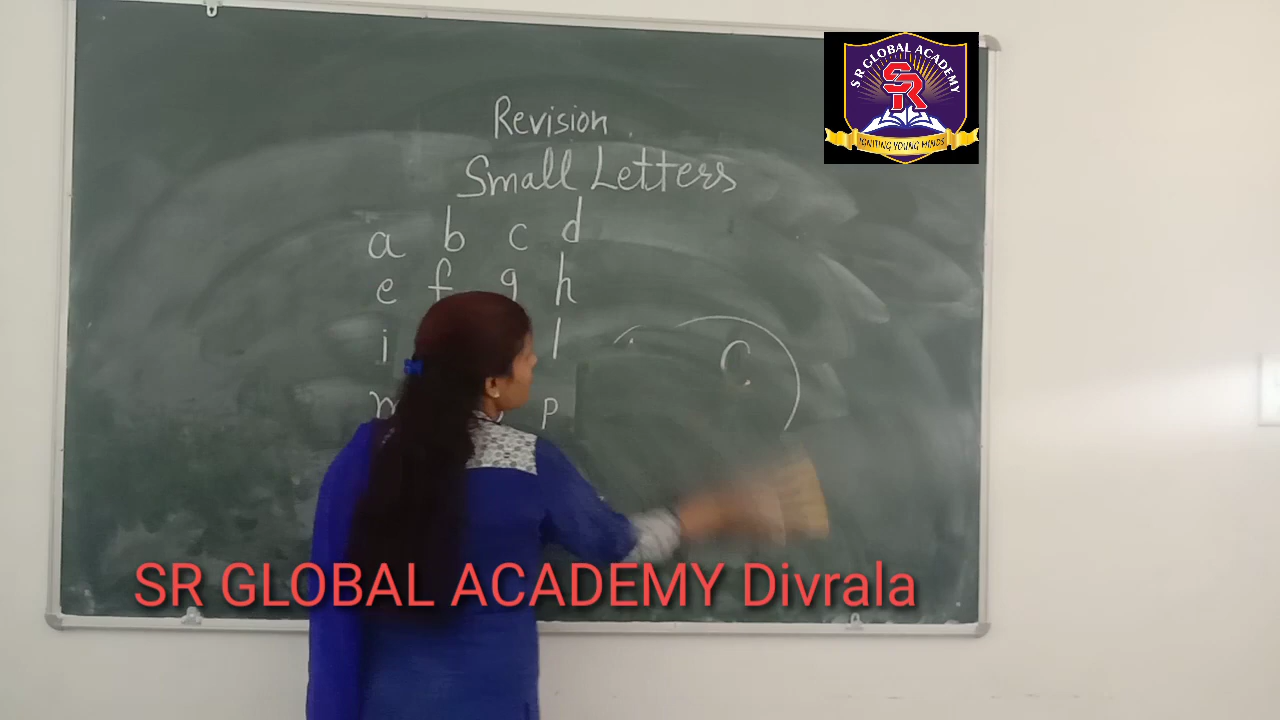 S R GLOBAL ACADEMY
SR
IGNITING YOUNG MINDS
Revision
Small Letters
a b c d
e f g h
i l
m p
C
SR GLOBAL ACADEMY Divrala